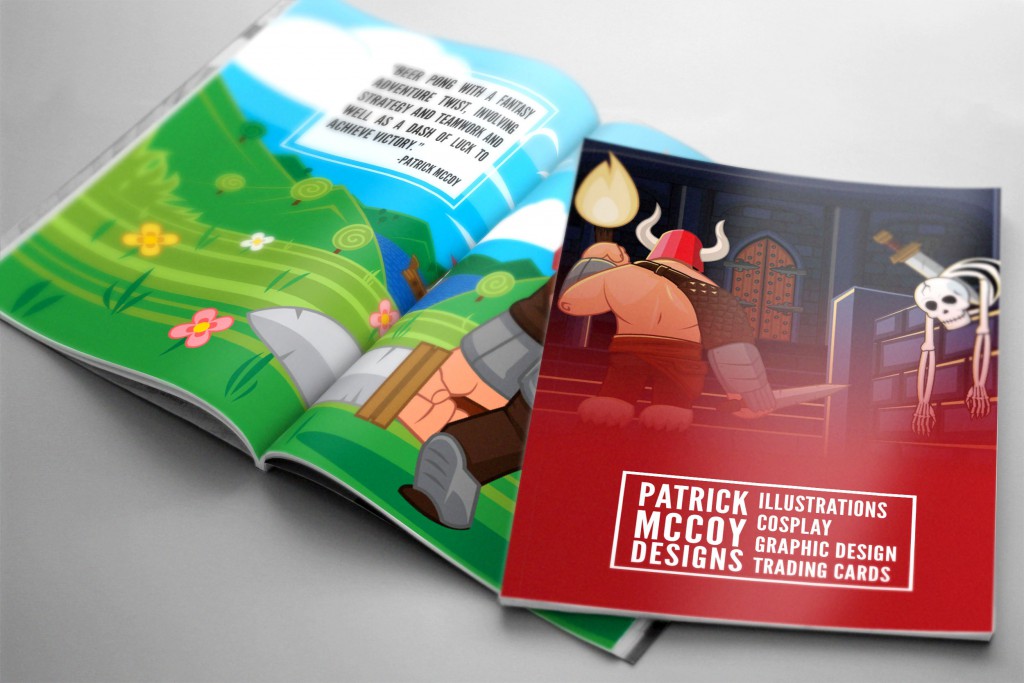 "BEER PONG WITH A FANTASY
ADVENTURE TWIST, INVOLVING
STRATEGY AND TEAMWORK AND
WELL AS A DASH OF LUCK TO
ACHIEVE VICTORY."
-PATRICK MCCOY
PATRICK
MCCOY
DESIGNS
ILLUSTRATIONS
COSPLAY
GRAPHIC DESIGN
TRADING CARDS